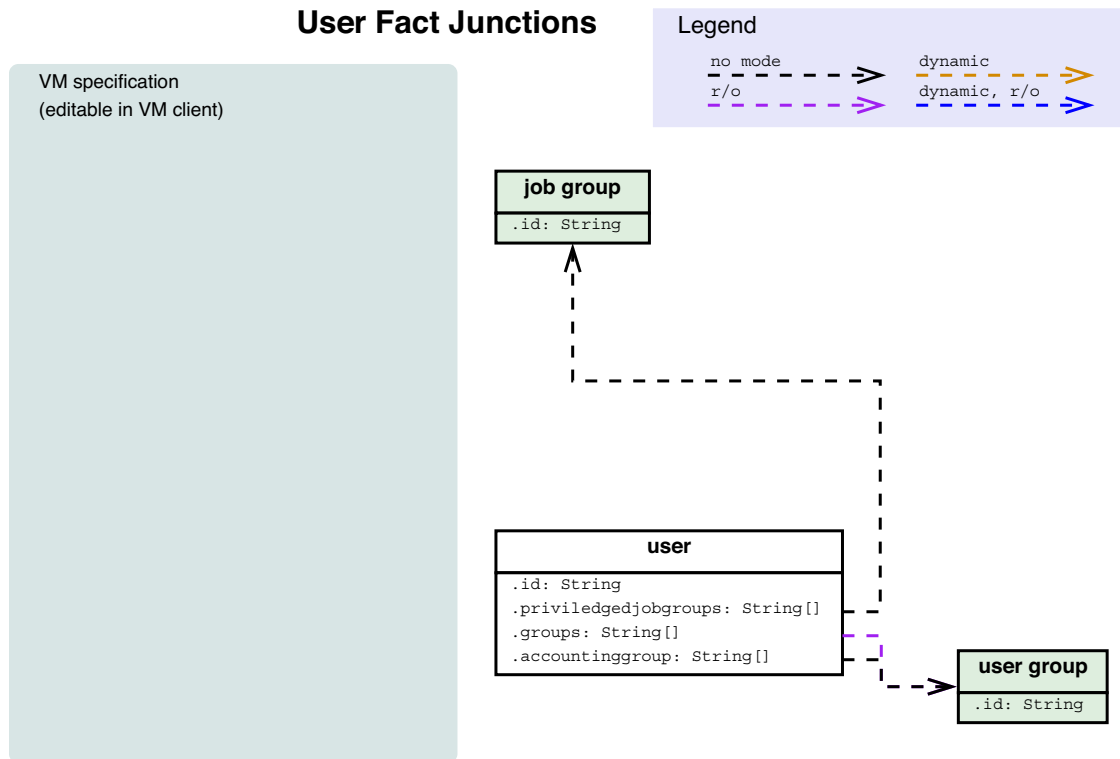 User Fact Junctions
Legend
no mode
dynamic
r/o
dynamic, r/o
VM specification
(editable in VM client)
job group
.id: String
user
.id: String
.priviledgedjobgroups: String[]
.groups: String[]
.accountinggroup: String[]
user group
.id: String